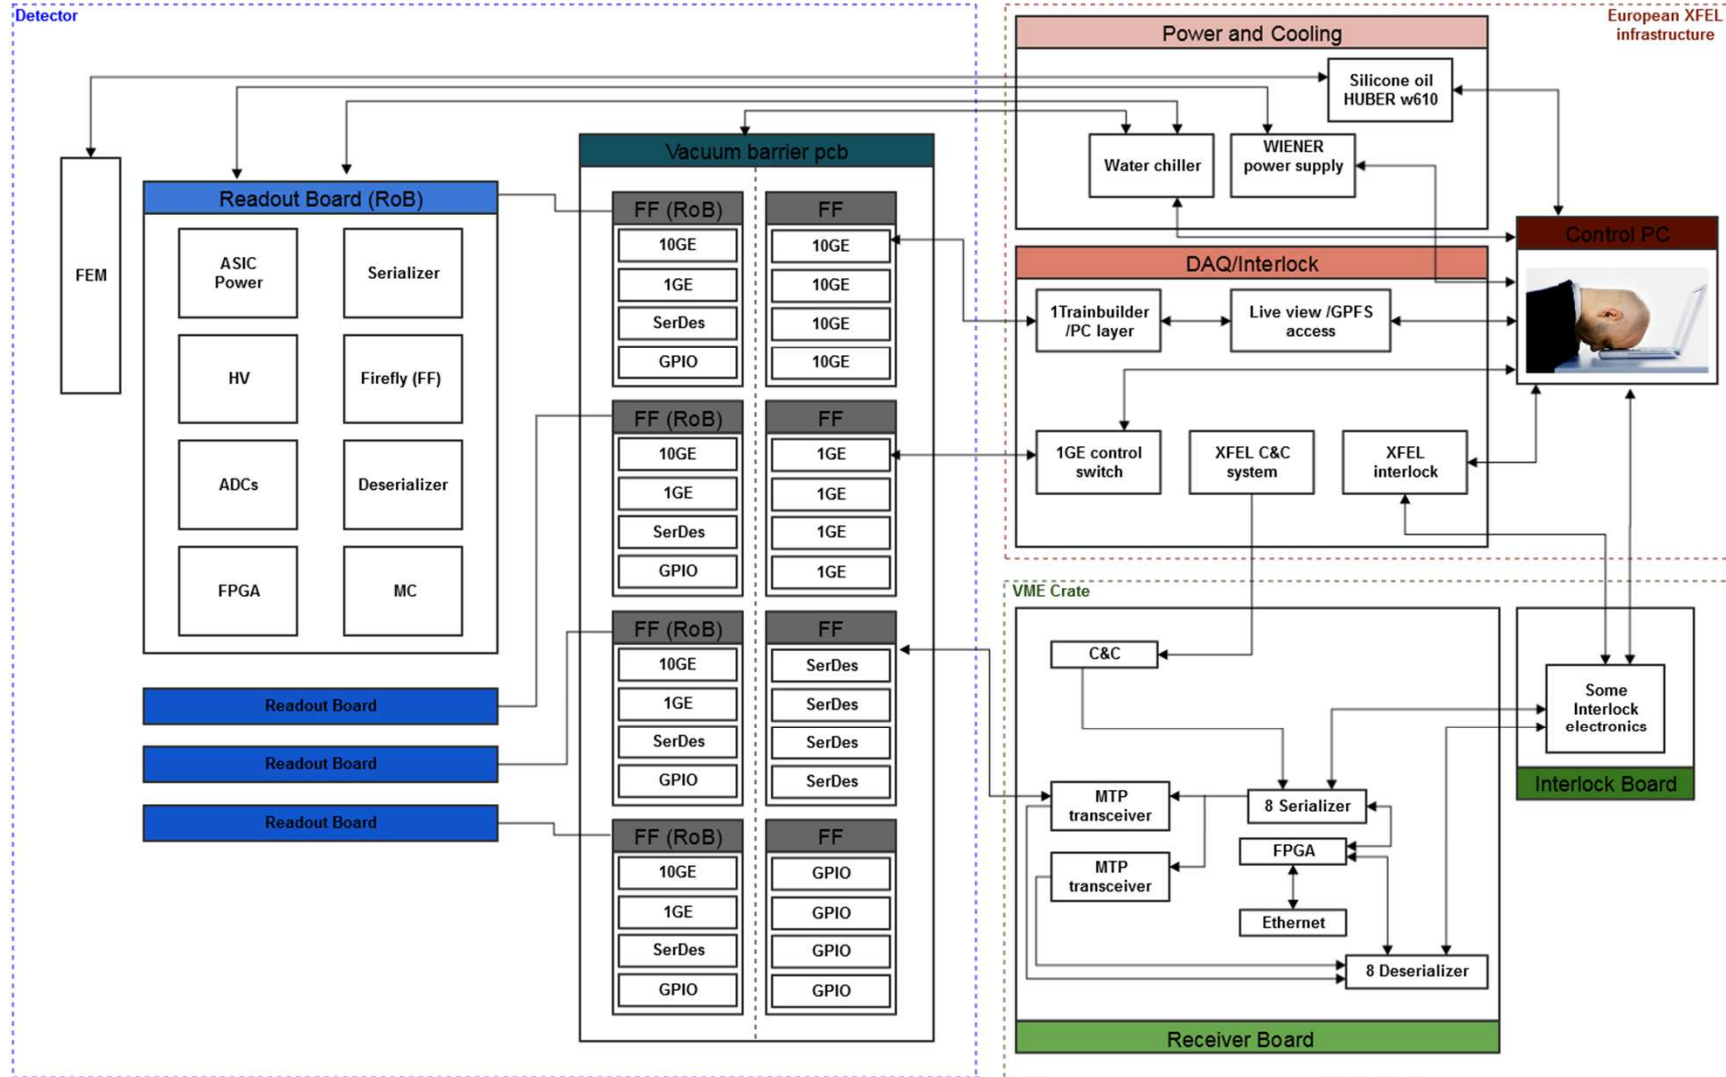 Detector
FEM
Readout Board (RoB)
ASIC
Power
Serializer
HV
Firefly (FF)
ADCs
Deserializer
FPGA
MC
Readout Board
Readout Board
Readout Board
Vacuum barrier pcb
FF (RoB)
10GE
1GE
SerDes
GPIO
FF
10GE
10GE
10GE
10GE
FF (RoB)
10GE
1GE
SerDes
GPIO
FF
1GE
1GE
1GE
1GE
FF (RoB)
10GE
1GE
SerDes
GPIO
FF
SerDes
SerDes
SerDes
SerDes
FF (RoB)
10GE
1GE
SerDes
GPIO
FF
GPIO
GPIO
GPIO
GPIO
European XFEL
infrastructure
Power and Cooling
Silicone oil
HUBER w610
Water chiller
WIENER
power supply
Control PC
DAQ/Interlock
1Trainbuilder
/PC layer
Live view /GPFS
access
1GE control
switch
XFEL C&C
system
XFEL
interlock
VME Crate
C&C
MTP
transceiver
8 Serializer
FPGA
MTP
transceiver
Ethernet
8 Deserializer
Receiver Board
Some
Interlock
electronics
Interlock Board